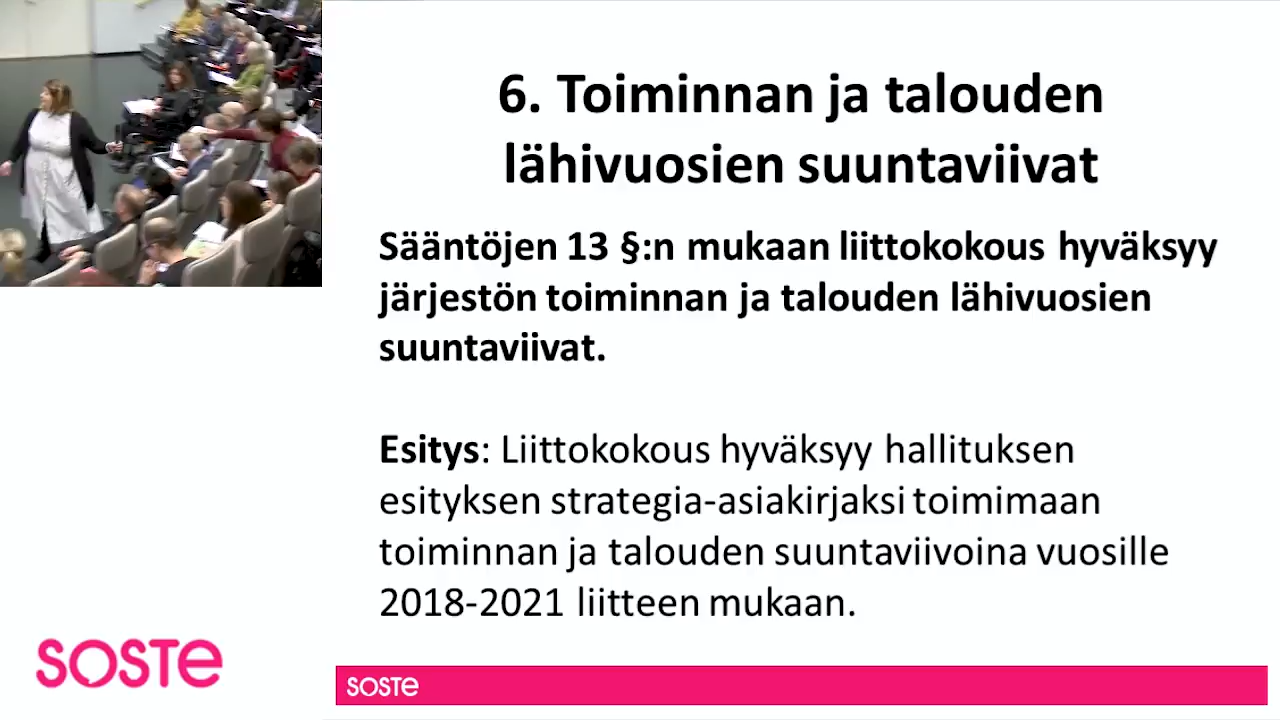 6. Toiminnan ja talouden
lähivuosien suuntaviivat
Sääntöjen 13 §:n mukaan liittokokous hyväksyy
järjestön toiminnan ja talouden lähivuosien
suuntaviivat.
Esitys: Liittokokous hyväksyy hallituksen
esityksen strategia-asiakirjaksi toimimaan
toiminnan ja talouden suuntaviivoina vuosille
2018-2021 liitteen mukaan.
SOSTE
SOSTE